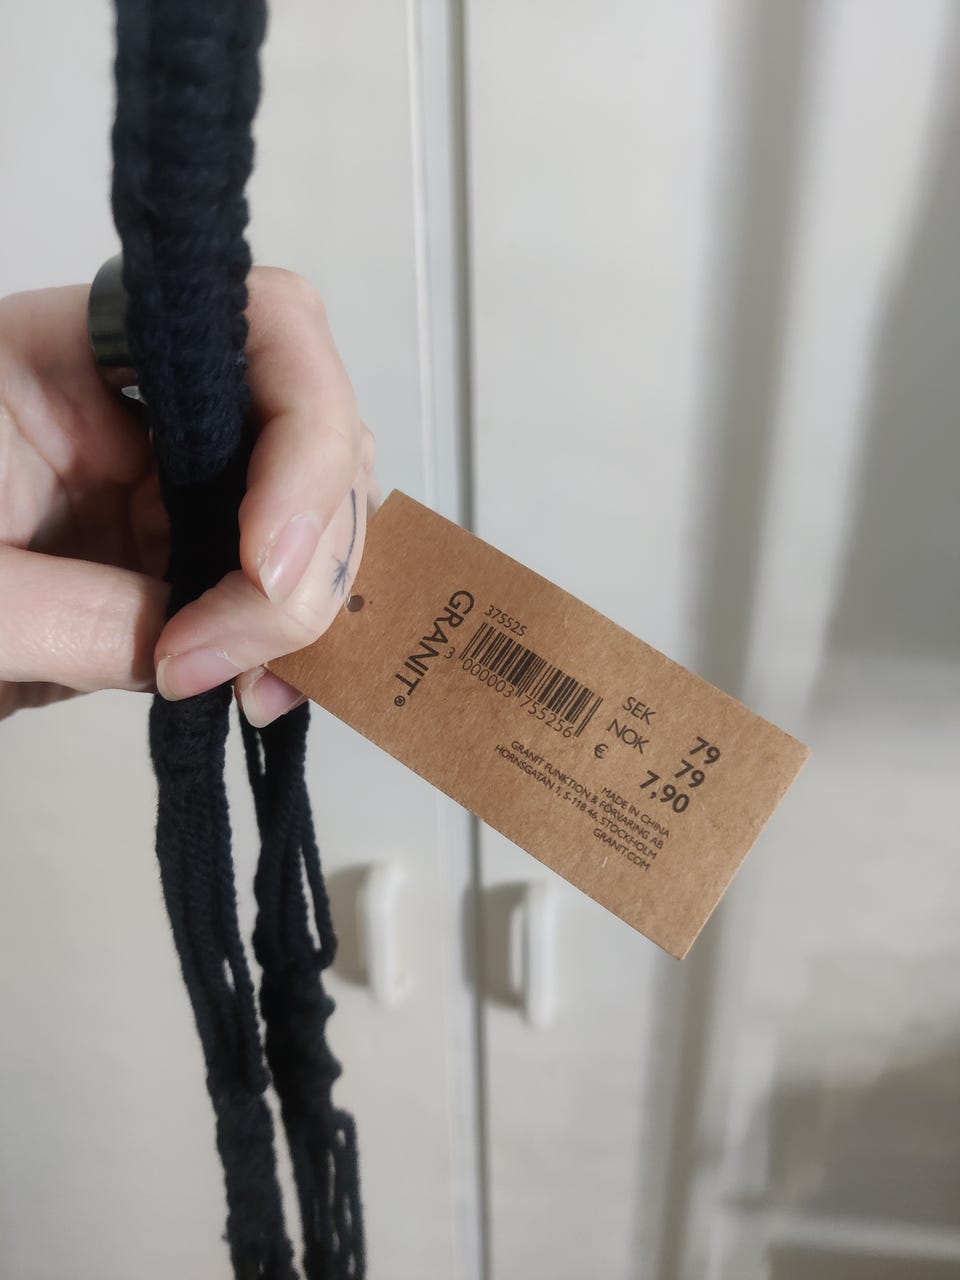 GRANIT®
375525
3 000003 755256
SEK 79
NOK 79
€ 7,90
MADE IN CHINA
GRANIT FUNKTION & FÖRVARING AB
HORNSGATAN 1, S-118 46, STOCKHOLM
GRANIT.COM